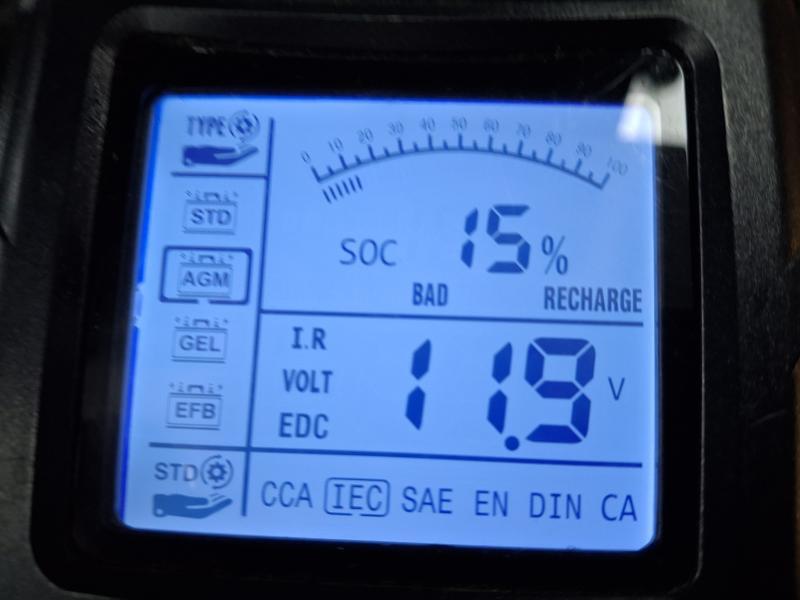 TYPE
0 10 20 30 40 50 60 70 80 90 100
STD
SOC 15%
AGM
BAD RECHARGE
GEL
I.R
VOLT 11.9 V
EFB
EDC
STD
CCA IEC SAE EN DIN CA